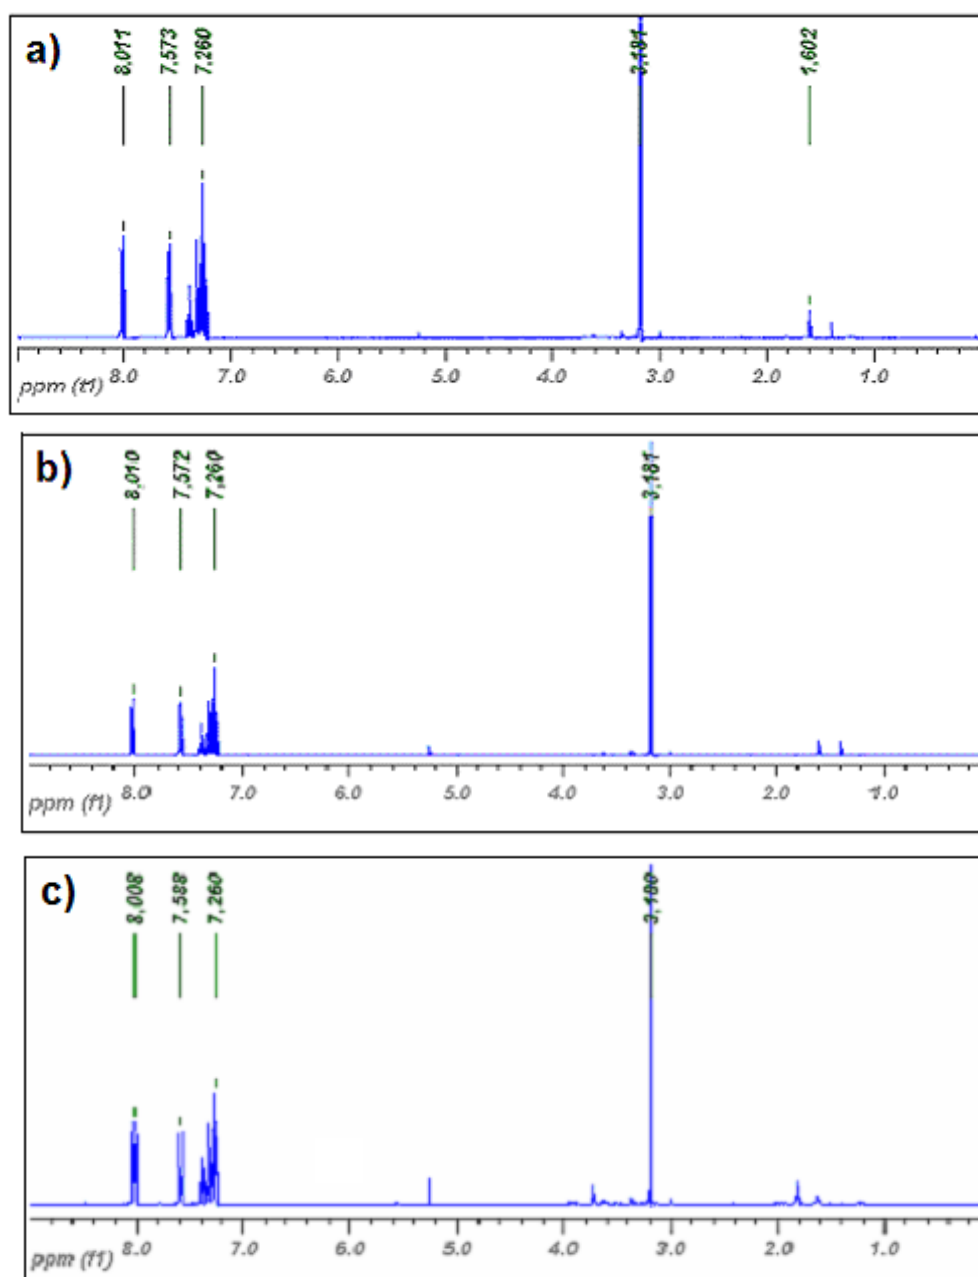 a)
8,011 7,573 7,260 3,181 1,602
8.0 7.0 6.0 5.0 4.0 3.0 2.0 1.0
ppm (t1)
b)
8,010 7,572 7,260 3,181
8.0 7.0 6.0 5.0 4.0 3.0 2.0 1.0
ppm (f1)
c)
8,008 7,588 7,260 3,180
8.0 7.0 6.0 5.0 4.0 3.0 2.0 1.0
ppm (f1)